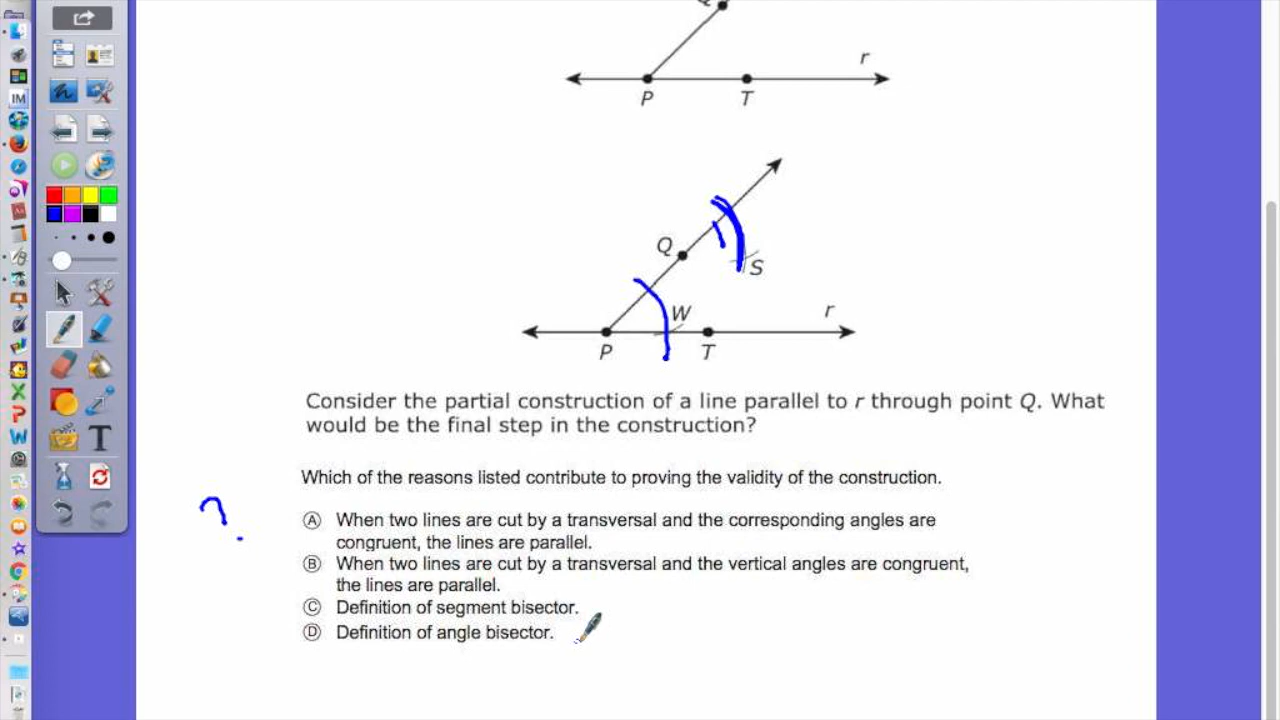 r
P T
Q
S
W
r
P T
Consider the partial construction of a line parallel to r through point Q. What
would be the final step in the construction?
Which of the reasons listed contribute to proving the validity of the construction.
?
A When two lines are cut by a transversal and the corresponding angles are
congruent, the lines are parallel.
B When two lines are cut by a transversal and the vertical angles are congruent,
the lines are parallel.
C Definition of segment bisector.
D Definition of angle bisector.
IM
T